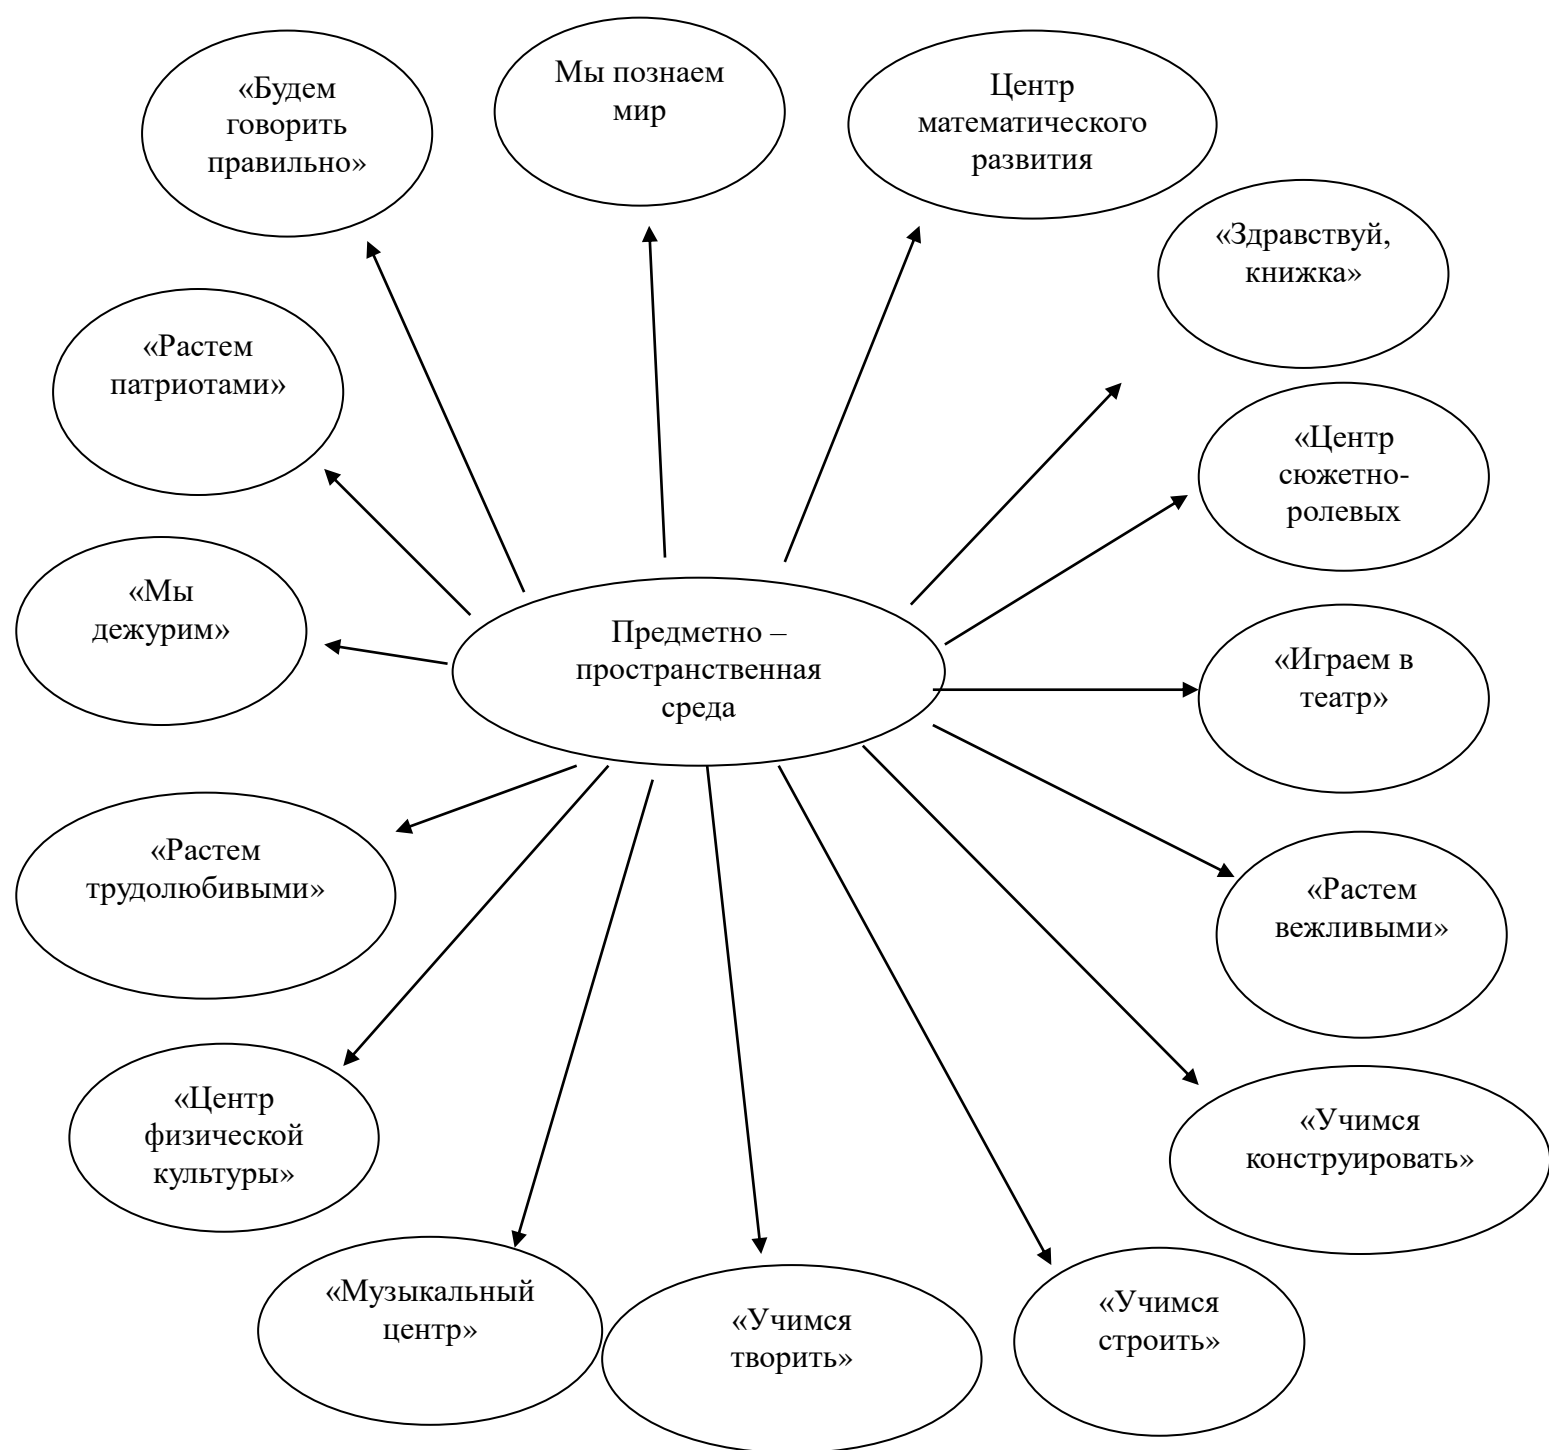 «Будем
говорить
правильно»
Мы познаем
мир
Центр
математического
развития
«Здравствуй,
книжка»
«Растем
патриотами»
«Центр
сюжетно-
ролевых
«Мы
дежурим»
Предметно –
пространственная
среда
«Играем в
театр»
«Растем
трудолюбивыми»
«Растем
вежливыми»
«Центр
физической
культуры»
«Учимся
конструировать»
«Музыкальный
центр»
«Учимся
творить»
«Учимся
строить»